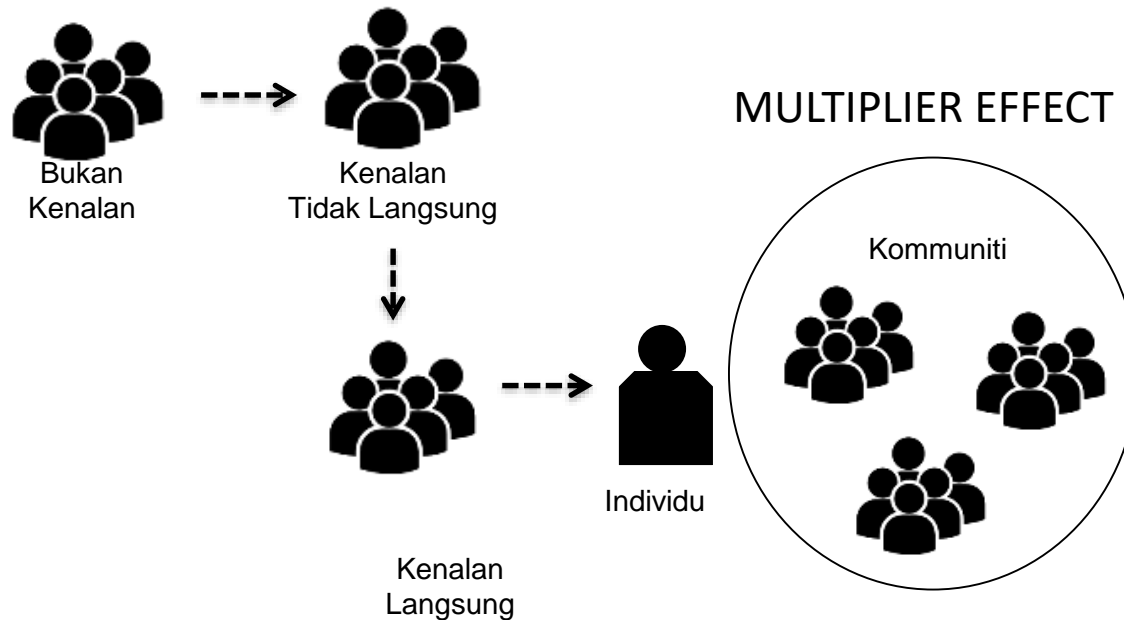 MULTIPLIER EFFECT
Bukan
Kenalan
Kenalan
Tidak Langsung
Kommuniti
Individu
Kenalan
Langsung